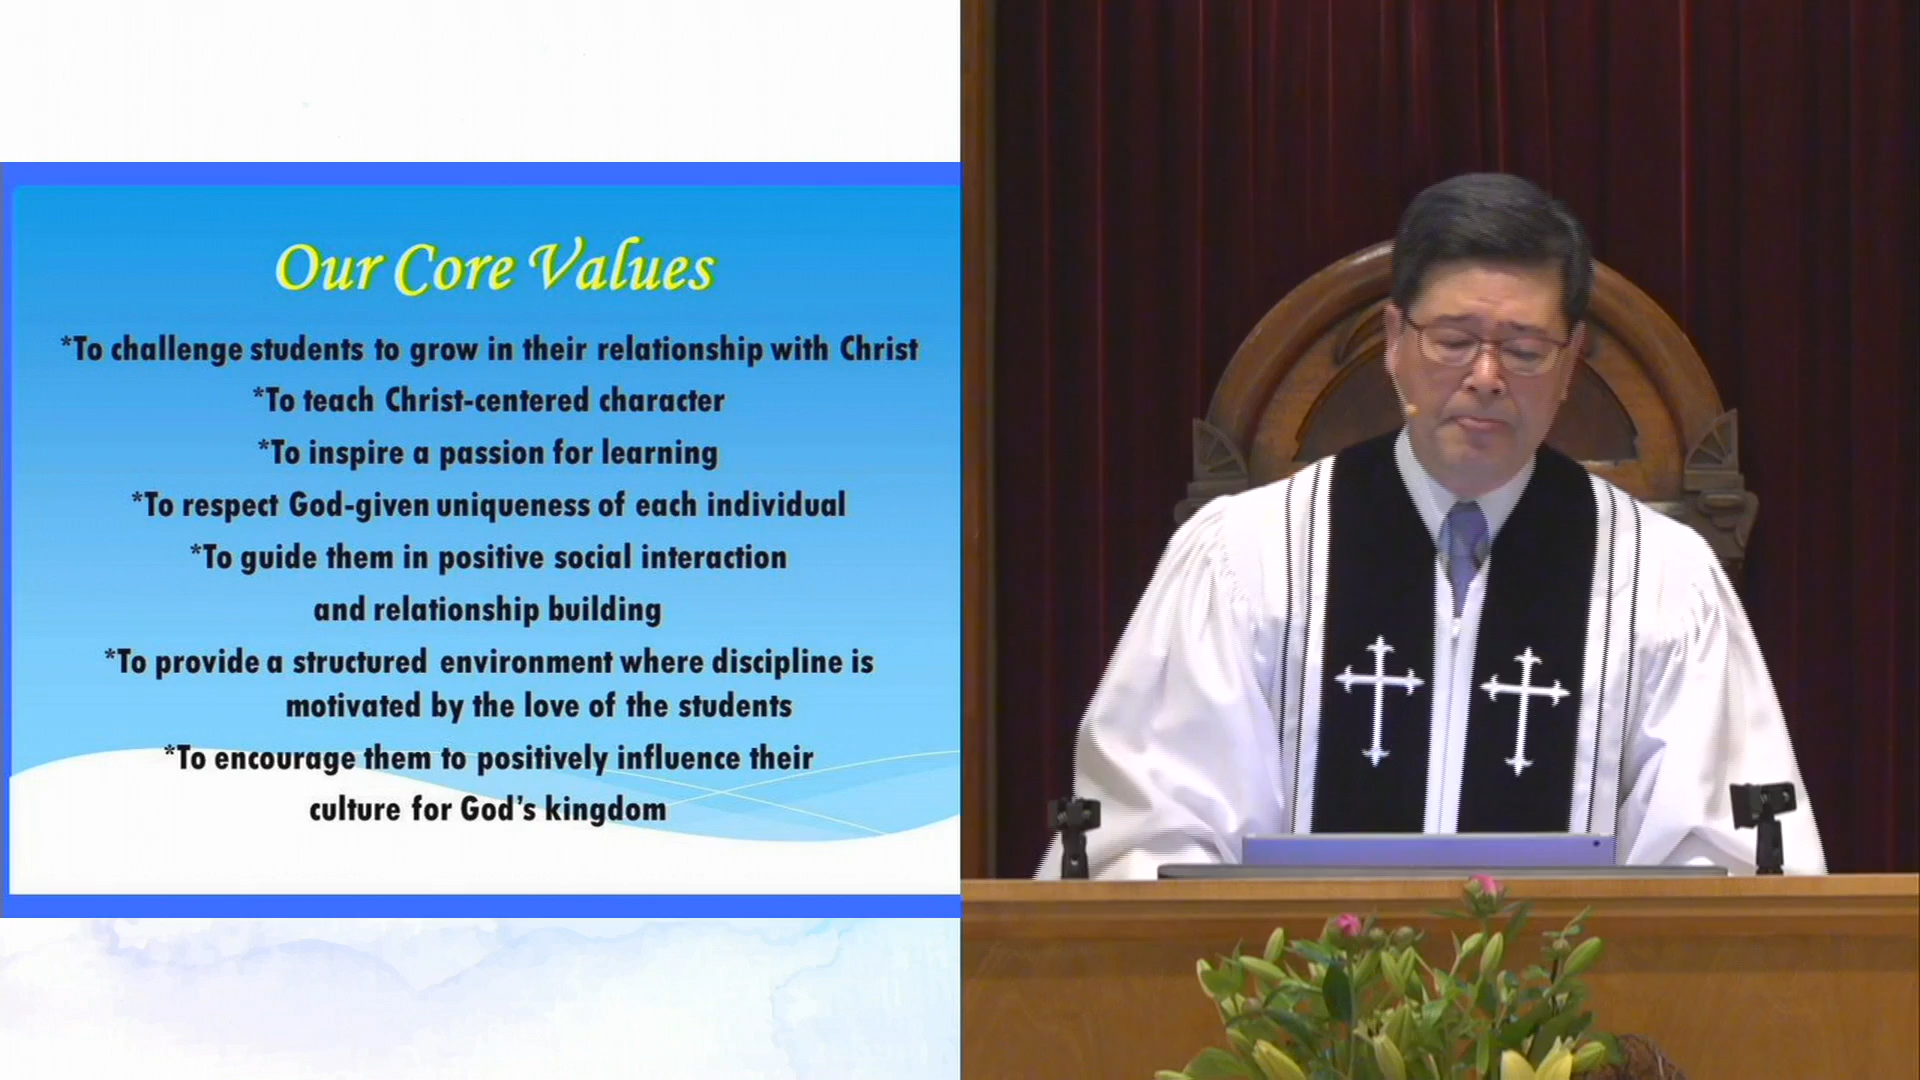 Our Core Values
*To challenge students to grow in their relationship with Christ
*To teach Christ-centered character
*To inspire a passion for learning
*To respect God-given uniqueness of each individual
*To guide them in positive social interaction
and relationship building
*To provide a structured environment where discipline is
motivated by the love of the students
*To encourage them to positively influence their
culture for God's kingdom